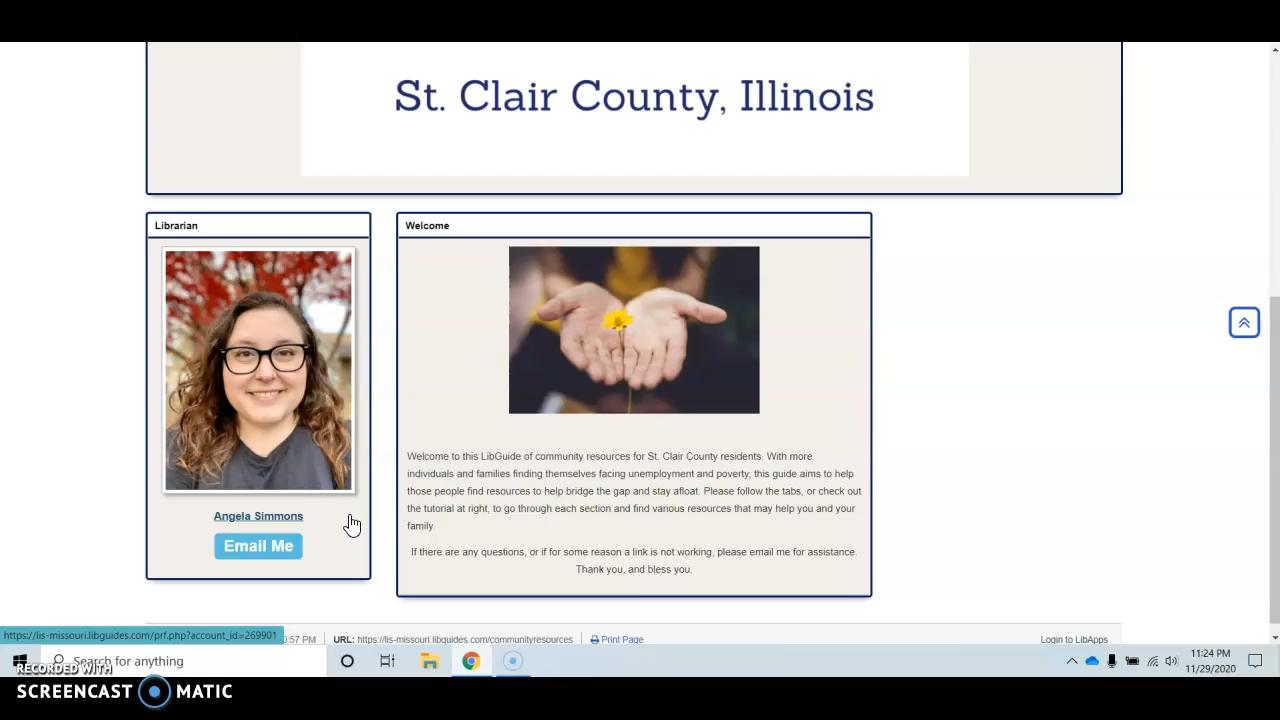 St. Clair County, Illinois
Librarian
Angela Simmons
Email Me
Welcome
Welcome to this LibGuide of community resources for St. Clair County residents. With more
individuals and families finding themselves facing unemployment and poverty, this guide aims to help
those people find resources to help bridge the gap and stay afloat. Please follow the tabs, or check out
the tutorial at right, to go through each section and find various resources that may help you and your
family
If there are any questions, or if for some reason a link is not working, please email me for assistance.
Thank you, and bless you.
https://lis-missouri.libguides.com/prf.php?account_id=269901
0:57 PM
URL: https://lis-missouri.libguides.com/communityresources
Print Page
Login to LibApps
Search for anything
11:24 PM
11/29/2020
RECORDED WITH
SCREENCAST MATIC